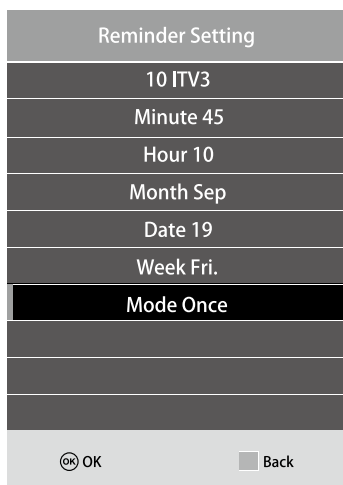 Reminder Setting
10 ITV3
Minute 45
Hour 10
Month Sep
Date 19
Week Fri.
Mode Once
OK OK
Back